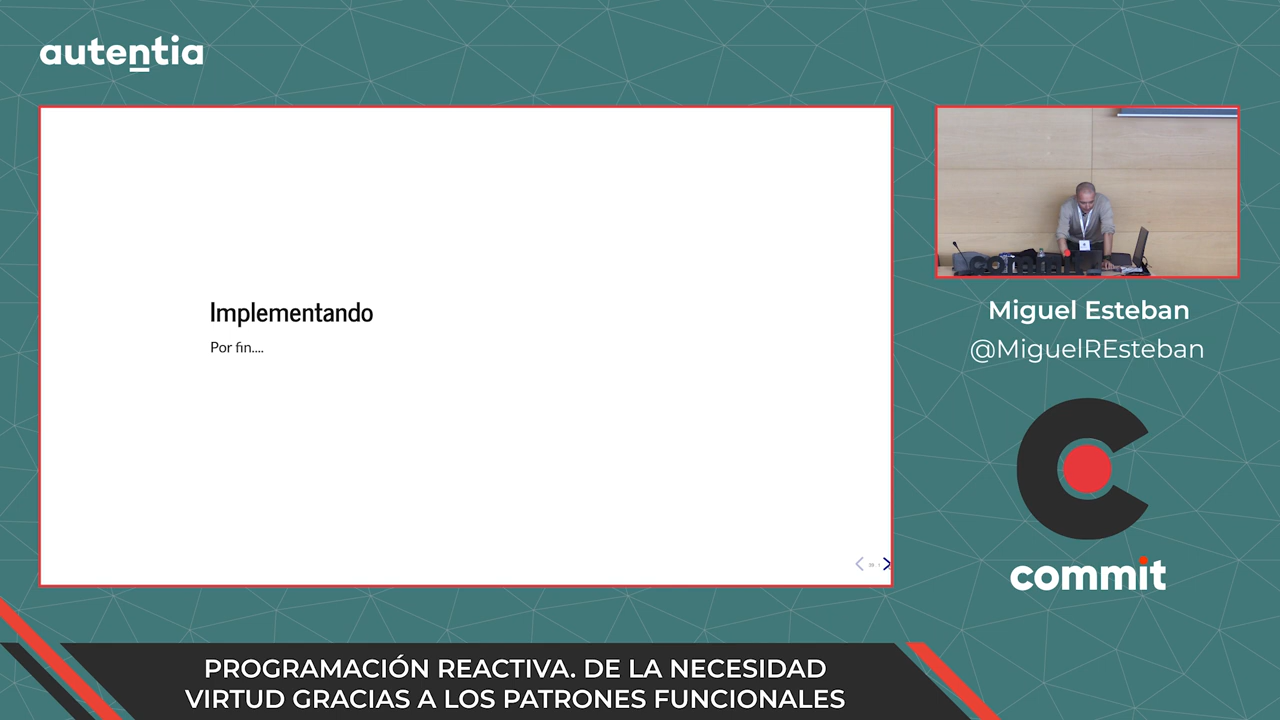 autentia
Implementando
Por fin....
Miguel Esteban
@MiguelREsteban
commit
PROGRAMACIÓN REACTIVA. DE LA NECESIDAD
VIRTUD GRACIAS A LOS PATRONES FUNCIONALES